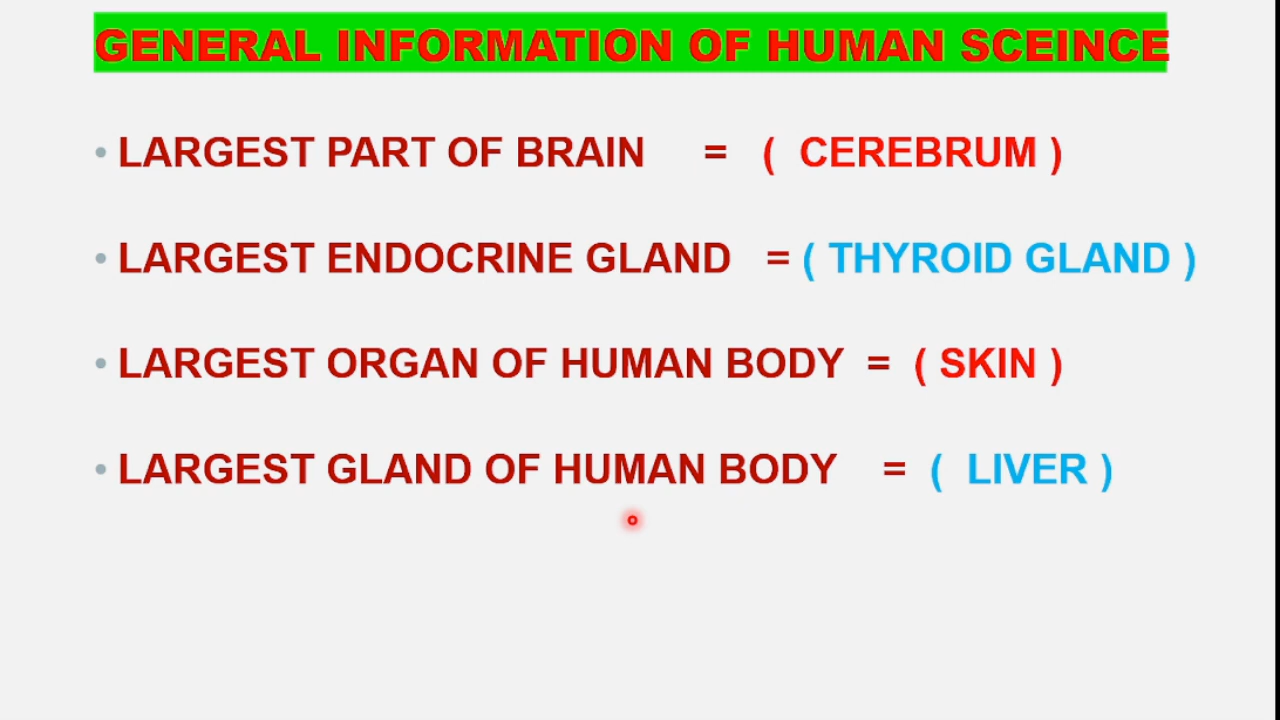 GENERAL INFORMATION OF HUMAN SCEINCE
• LARGEST PART OF BRAIN = ( CEREBRUM )
• LARGEST ENDOCRINE GLAND = ( THYROID GLAND )
• LARGEST ORGAN OF HUMAN BODY = ( SKIN )
• LARGEST GLAND OF HUMAN BODY = ( LIVER )